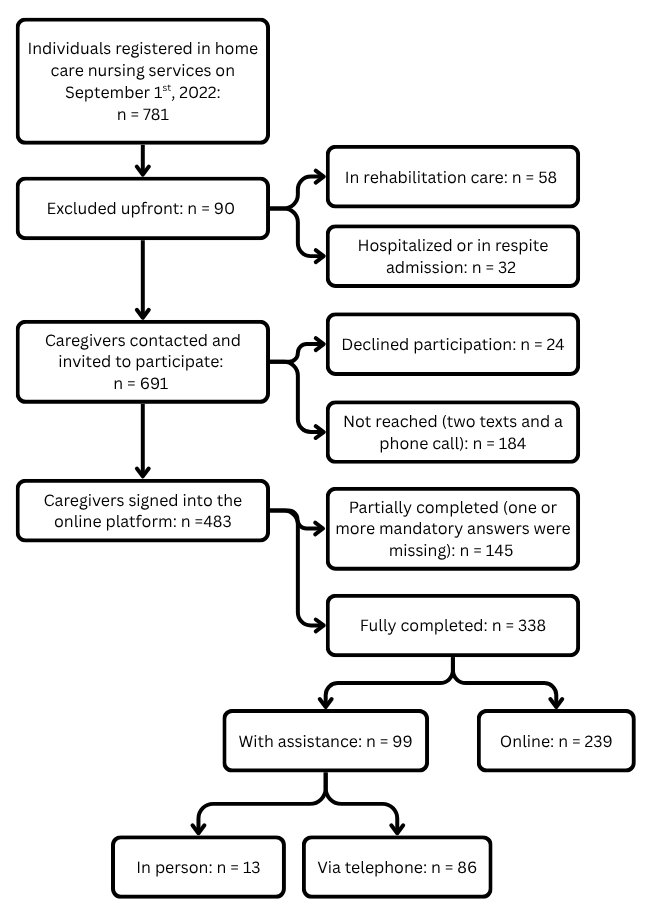 Individuals registered in home
care nursing services on
September 1st, 2022:
n = 781
Excluded upfront: n = 90
In rehabilitation care: n = 58
Hospitalized or in respite
admission: n = 32
Caregivers contacted and
invited to participate:
n = 691
Declined participation: n = 24
Not reached (two texts and a
phone call): n = 184
Caregivers signed into the
online platform: n =483
Partially completed (one or
more mandatory answers were
missing): n = 145
Fully completed: n = 338
With assistance: n = 99
Online: n = 239
In person: n = 13
Via telephone: n = 86